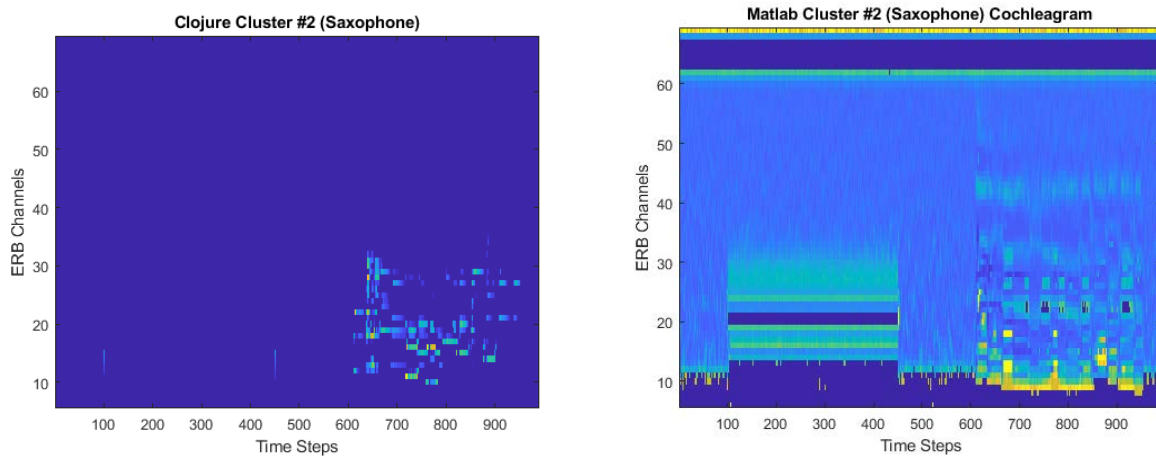 Clojure Cluster #2 (Saxophone)
ERB Channels
60
50
40
30
20
10
100 200 300 400 500 600 700 800 900
Time Steps
Matlab Cluster #2 (Saxophone) Cochleagram
ERB Channels
60
50
40
30
20
10
100 200 300 400 500 600 700 800 900
Time Steps